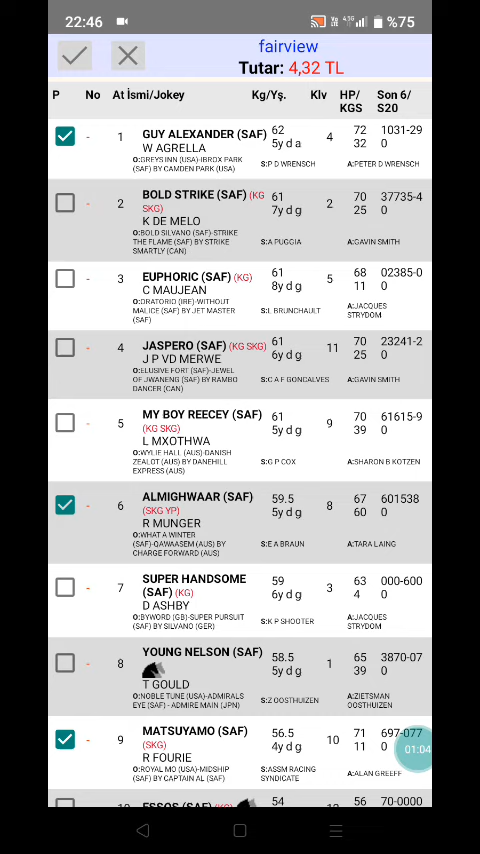 22:46 4,5G %75
fairview
Tutar: 4,32 TL
P No At İsmi/Jokey Kg/Yş. Klv HP/ KGS Son 6/ S20
- 1 GUY ALEXANDER (SAF) 62 4 72 1031-29
W AGRELLA 5y d a 32 0
O:GREYS INN (USA)-IBROX PARK
(SAF) BY CAMDEN PARK (USA) S:P D WRENSCH A:PETER D WRENSCH
- 2 BOLD STRIKE (SAF) (KG 61 2 70 37735-4
SKG) 7y d g 25 0
K DE MELO
O:BOLD SILVANO (SAF)-STRIKE
THE FLAME (SAF) BY STRIKE S:A PUGGIA A:GAVIN SMITH
SMARTLY (CAN)
- 3 EUPHORIC (SAF) (KG) 61 5 68 02385-0
C MAUJEAN 8y d g 11 0
O:ORATORIO (IRE)-WITHOUT A:JACQUES
MALICE (SAF) BY JET MASTER S:L BRUNCHAULT STRYDOM
(SAF)
- 4 JASPERO (SAF) (KG SKG) 61 11 70 23241-2
J P VD MERWE 6y d g 25 0
O:ELUSIVE FORT (SAF)-JEWEL
OF JWANENG (SAF) BY RAMBO S:C A F GONCALVES A:GAVIN SMITH
DANCER (CAN)
- 5 MY BOY REECEY (SAF) 61 9 70 61615-9
(KG SKG) 5y d g 39 0
L MXOTHWA
O:WYLIE HALL (AUS)-DANISH
ZEALOT (AUS) BY DANEHILL S:G P COX A:SHARON B KOTZEN
EXPRESS (AUS)
- 6 ALMIGHWAAR (SAF) 59.5 8 67 601538
(SKG YP) 5y d g 60 0
R MUNGER
O:WHAT A WINTER
(SAF)-QAWAASEM (AUS) BY S:E A BRAUN A:TARA LAING
CHARGE FORWARD (AUS)
- 7 SUPER HANDSOME 59 3 63 000-600
(SAF) (KG) 6y d g 4 0
D ASHBY
O:BYWORD (GB)-SUPER PURSUIT S:K P SHOOTER A:JACQUES
(SAF) BY SILVANO (GER) STRYDOM
- 8 YOUNG NELSON (SAF) 58.5 1 65 3870-07
5y d g 39 0
T GOULD
O:NOBLE TUNE (USA)-ADMIRALS S:Z OOSTHUIZEN A:ZIETSMAN
EYE (SAF) - ADMIRE MAIN (JPN) OOSTHUIZEN
- 9 MATSUYAMO (SAF) 56.5 10 71 697-077
(SKG) 4y d g 11 0
R FOURIE 01:04
O:ROYAL MO (USA)-MIDSHIP S:ASSM RACING A:ALAN GREEFF
(SAF) BY CAPTAIN AL (SAF) SYNDICATE
ESSOS (SAF) (KG) 54 56 70-0000